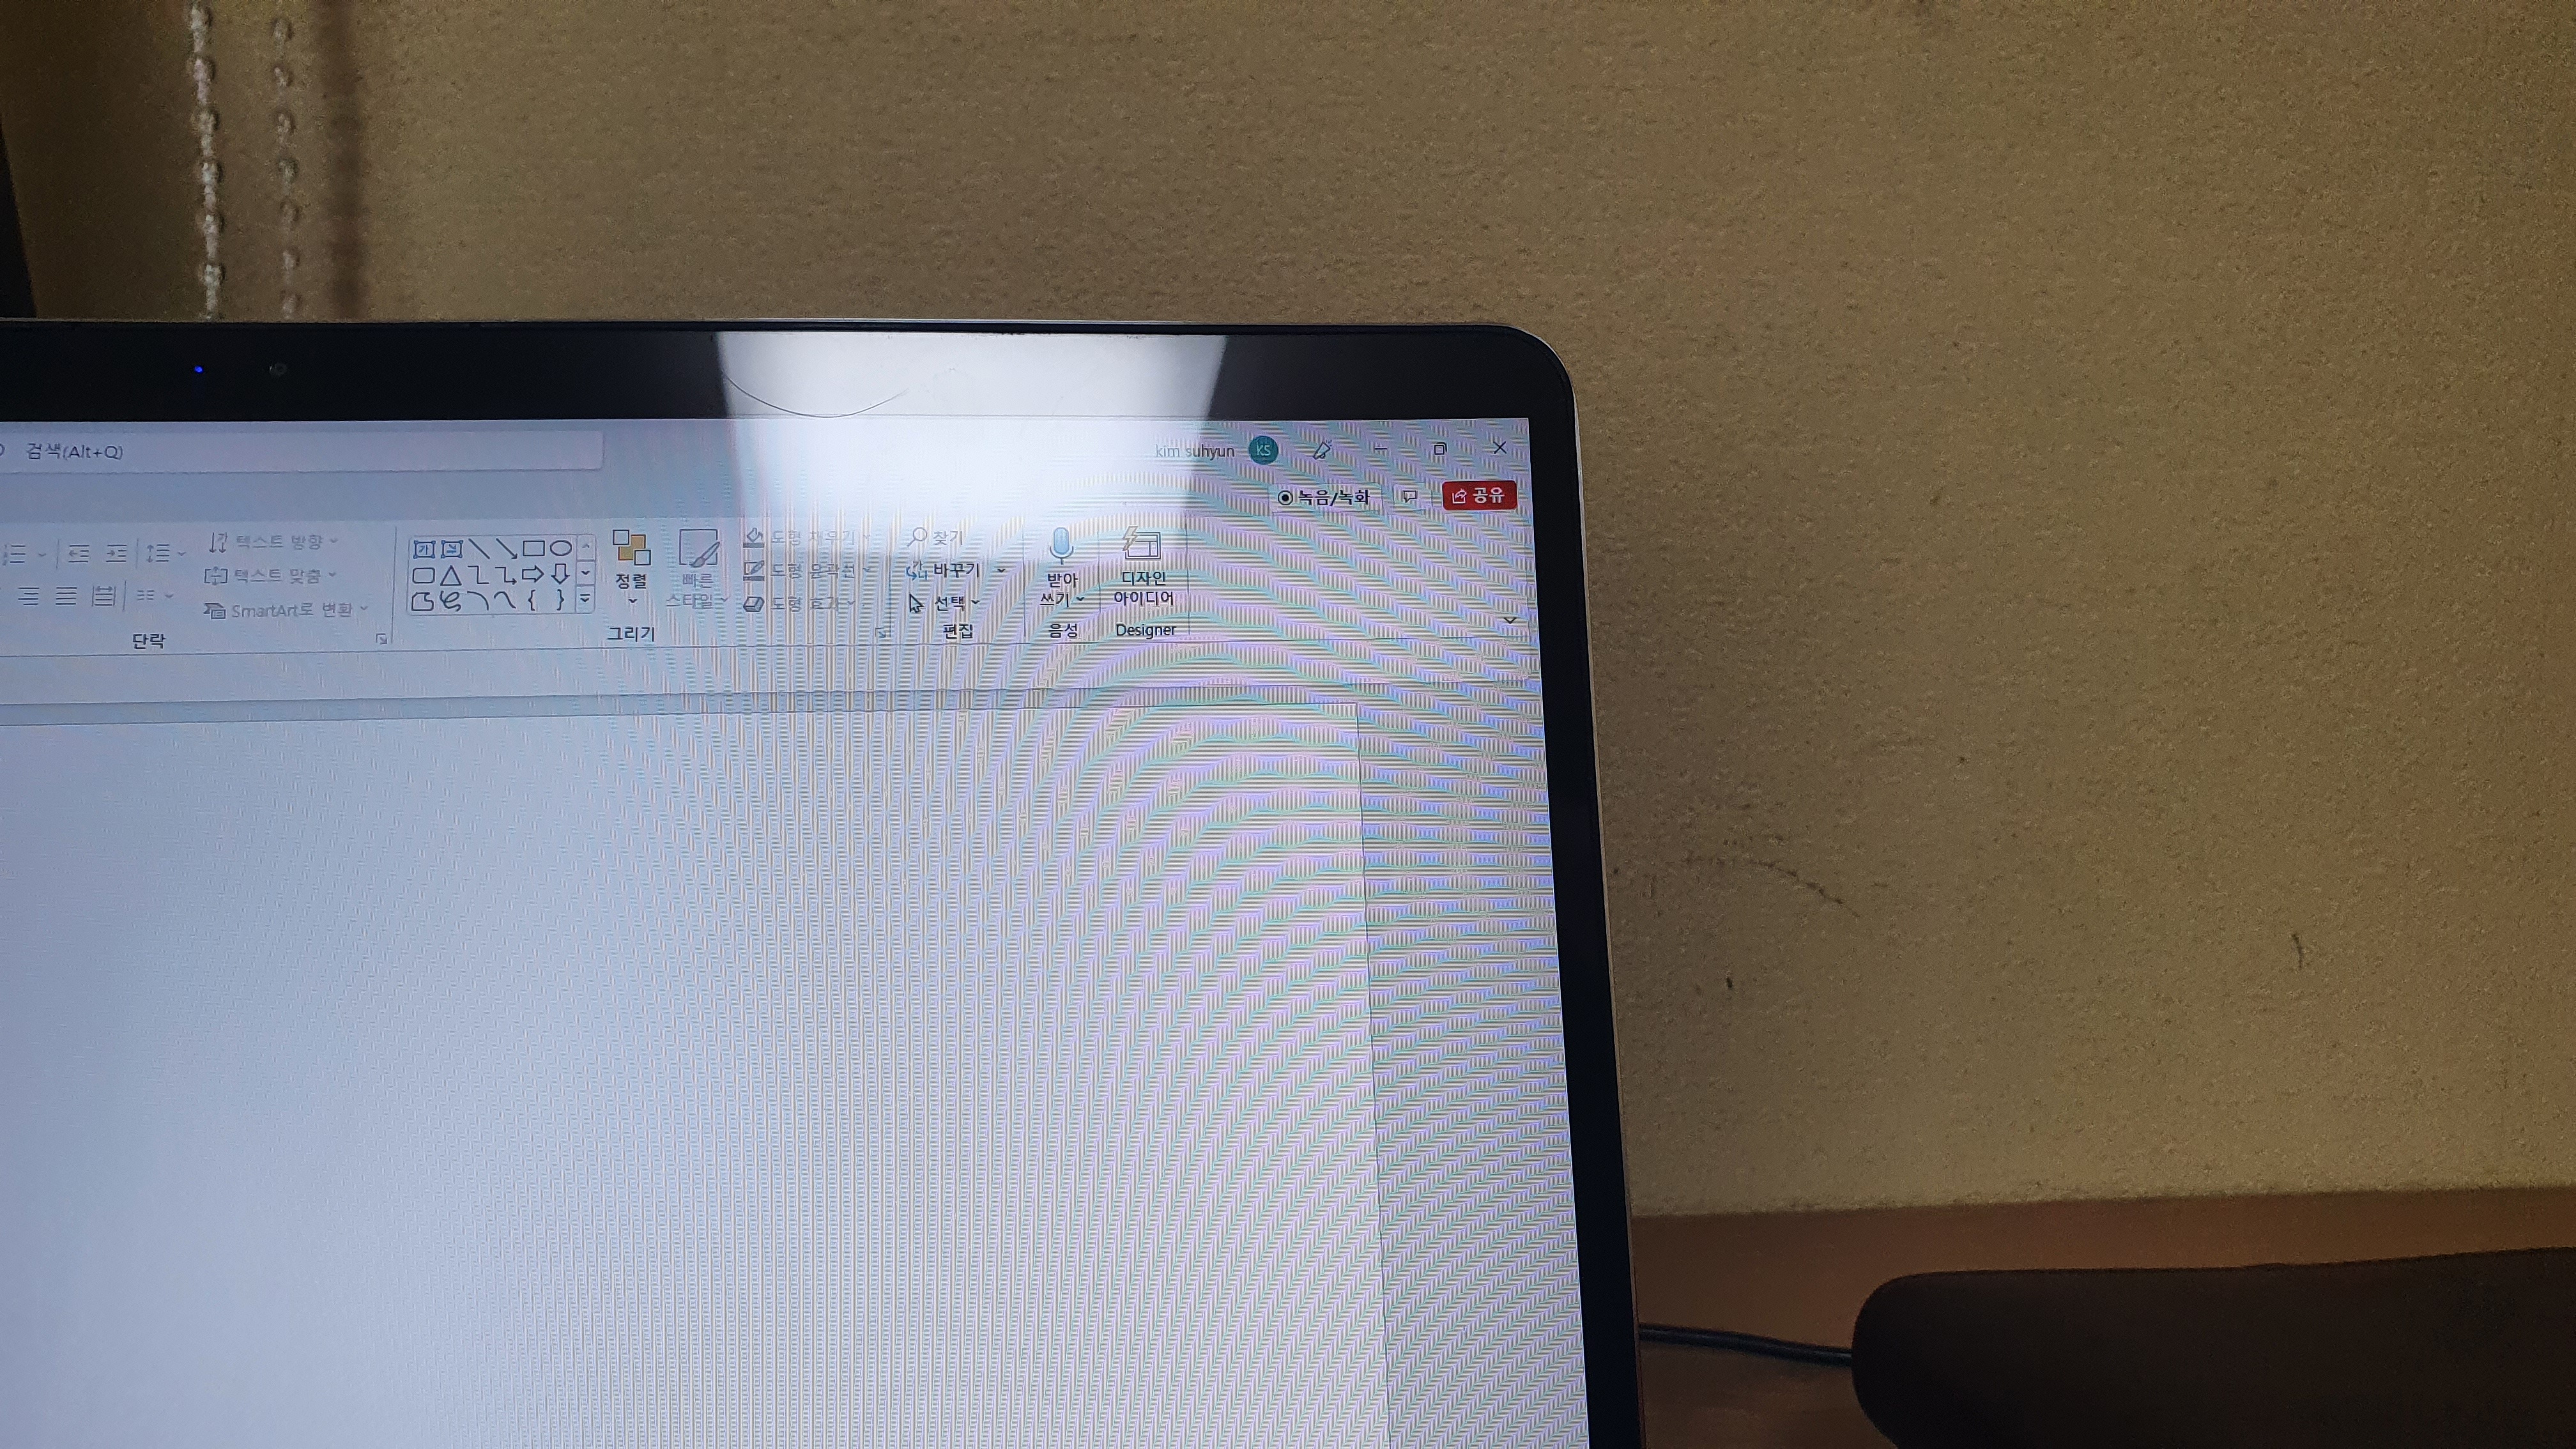 검색(Alt+Q)
kim suhyun
KS
녹음/녹화
공유
텍스트 방향
텍스트 맞춤
SmartArt로 변환
단락
정렬
빠른
스타일
도형 채우기
도형 윤곽선
도형 효과
그리기
찾기
바꾸기
선택
편집
받아
쓰기
음성
디자인
아이디어
Designer